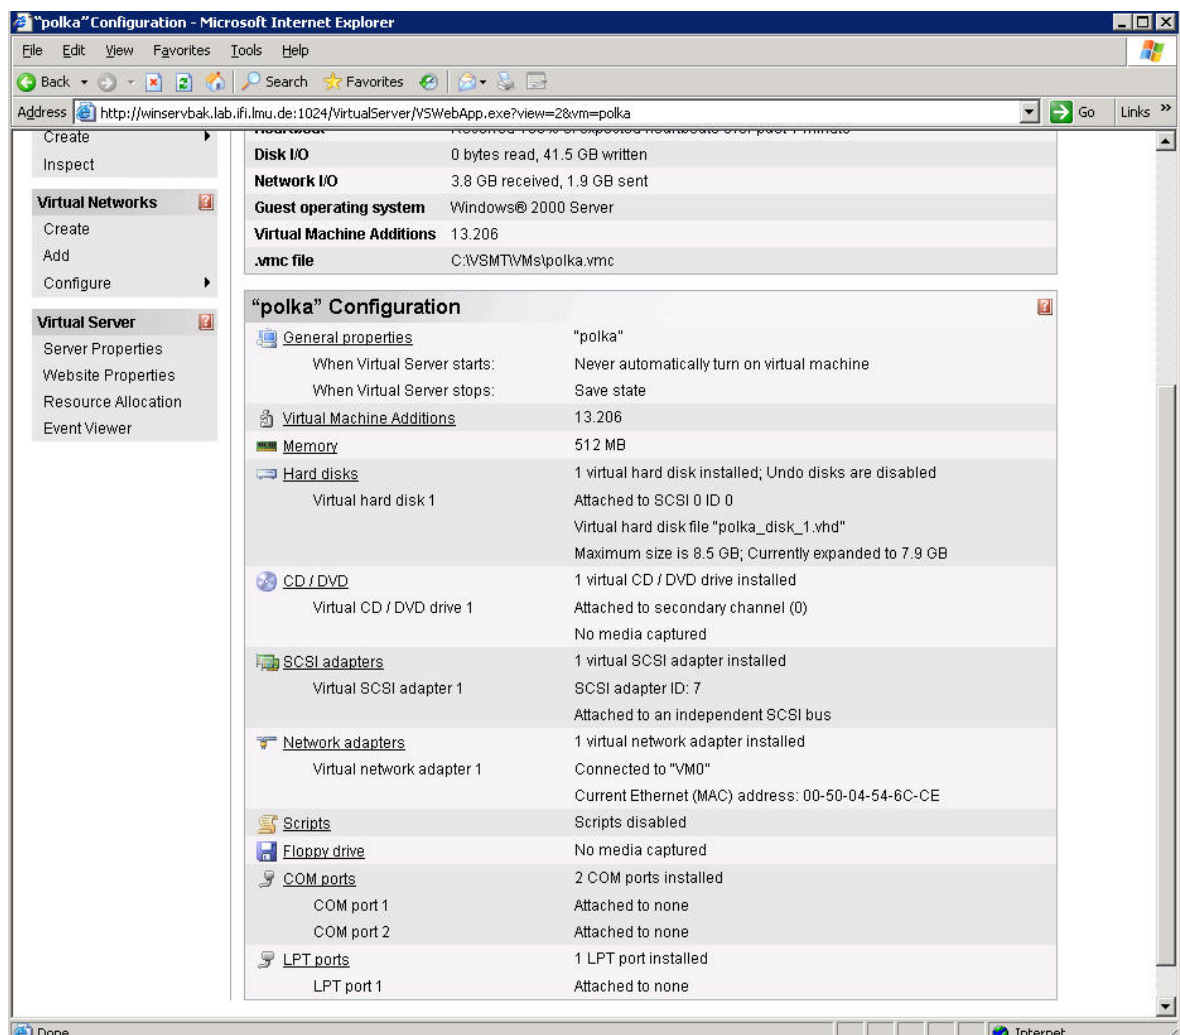 "polka" Configuration - Microsoft Internet Explorer
File Edit View Favorites Tools Help
Back Search Favorites
Address http://winservbak.lab.ifi.lmu.de:1024/VirtualServer/VSWebApp.exe?view=2&vm=polka Go Links »
Create
Inspect
Virtual Networks
Create
Add
Configure
Virtual Server
Server Properties
Website Properties
Resource Allocation
Event Viewer
Heartbeat Received 100% of expected heartbeats over past 1 minute
Disk I/O 0 bytes read, 41.5 GB written
Network I/O 3.8 GB received, 1.9 GB sent
Guest operating system Windows® 2000 Server
Virtual Machine Additions 13.206
.vmc file C:\VSMT\VMs\polka.vmc
"polka" Configuration
General properties "polka"
When Virtual Server starts: Never automatically turn on virtual machine
When Virtual Server stops: Save state
Virtual Machine Additions 13.206
Memory 512 MB
Hard disks 1 virtual hard disk installed; Undo disks are disabled
Virtual hard disk 1 Attached to SCSI 0 ID 0
Virtual hard disk file "polka_disk_1.vhd"
Maximum size is 8.5 GB; Currently expanded to 7.9 GB
CD / DVD 1 virtual CD / DVD drive installed
Virtual CD / DVD drive 1 Attached to secondary channel (0)
No media captured
SCSI adapters 1 virtual SCSI adapter installed
Virtual SCSI adapter 1 SCSI adapter ID: 7
Attached to an independent SCSI bus
Network adapters 1 virtual network adapter installed
Virtual network adapter 1 Connected to "VM0"
Current Ethernet (MAC) address: 00-50-04-54-6C-CE
Scripts Scripts disabled
Floppy drive No media captured
COM ports 2 COM ports installed
COM port 1 Attached to none
COM port 2 Attached to none
LPT ports 1 LPT port installed
LPT port 1 Attached to none
Done Internet